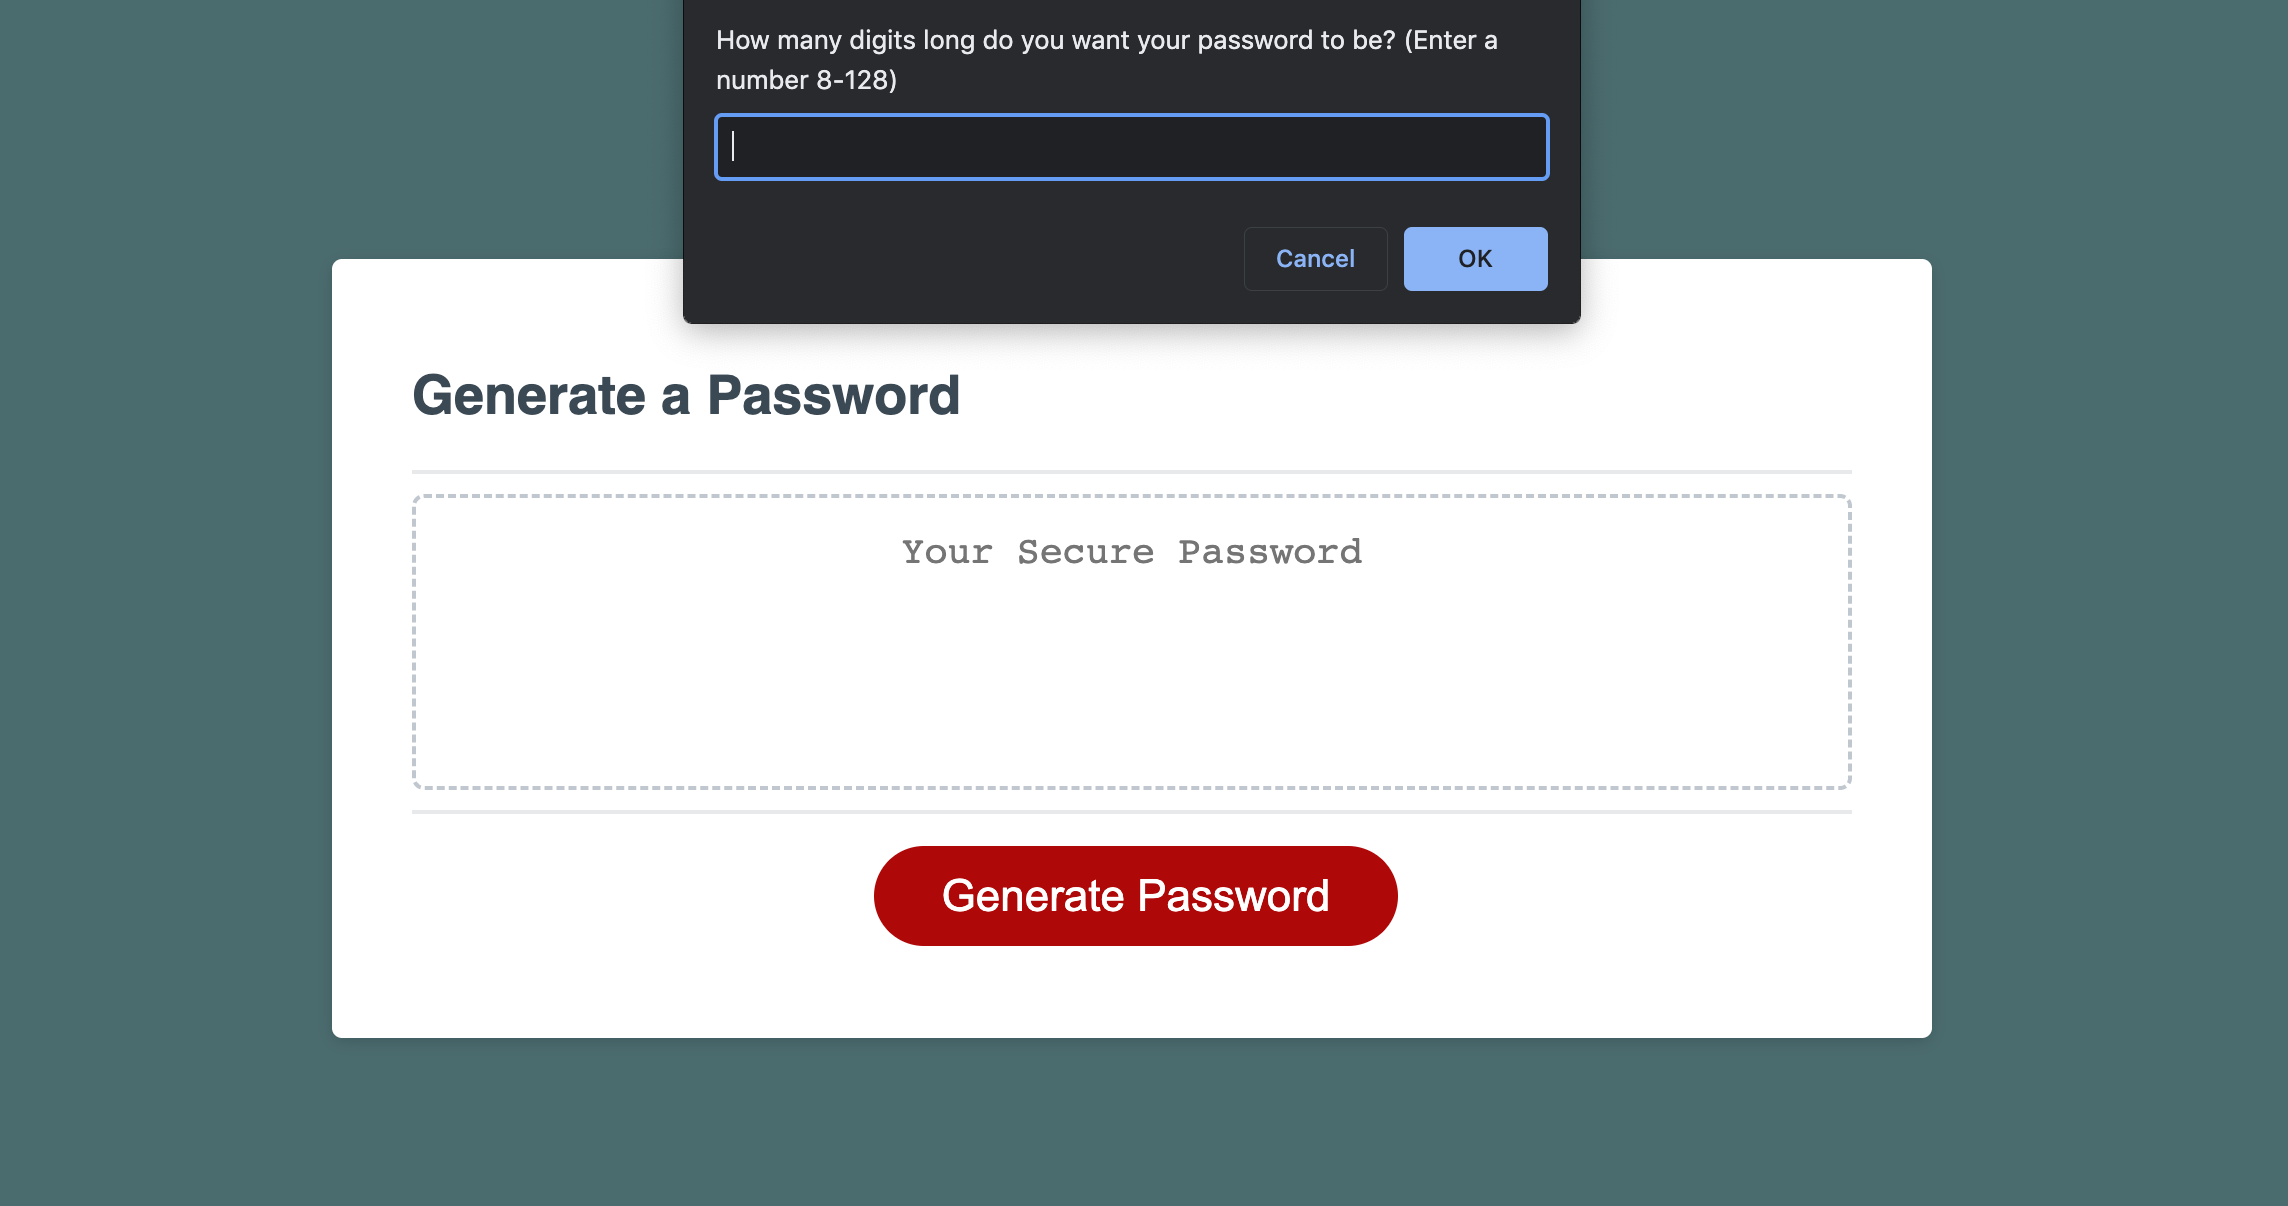 How many digits long do you want your password to be? (Enter a
number 8-128)
Cancel
OK
Generate a Password
Your Secure Password
Generate Password